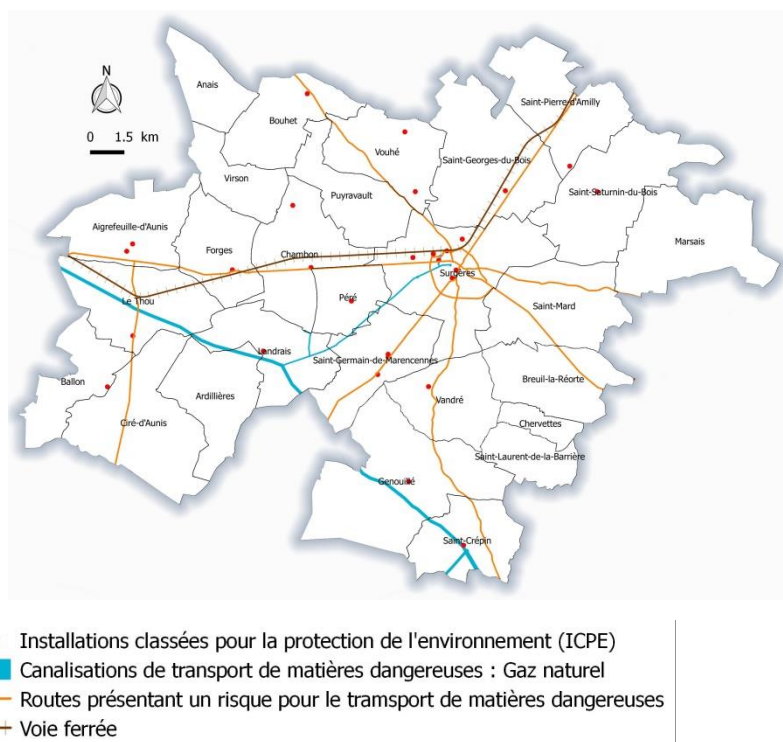 Saint-Pierre-d'Amilly
Anais
N
Bouhet
Vouhé
0 1.5 km
Saint-Georges-du-Bois
Virson
Puyravault
Saint-Saturnin-du-Bois
Aigrefeuille-d'Aunis
Marsais
Forges
Chambon
Surgères
Le Thou
Péré
Saint-Mard
Landrais
Saint-Germain-de-Marencennes
Ballon
Breuil-la-Réorte
Ardillières
Vandré
Ciré-d'Aunis
Chervettes
Saint-Laurent-de-la-Barrière
Genouillé
Saint-Crépin
Installations classées pour la protection de l'environnement (ICPE)
Canalisations de transport de matières dangereuses : Gaz naturel
Routes présentant un risque pour le tramsport de matières dangereuses
Voie ferrée